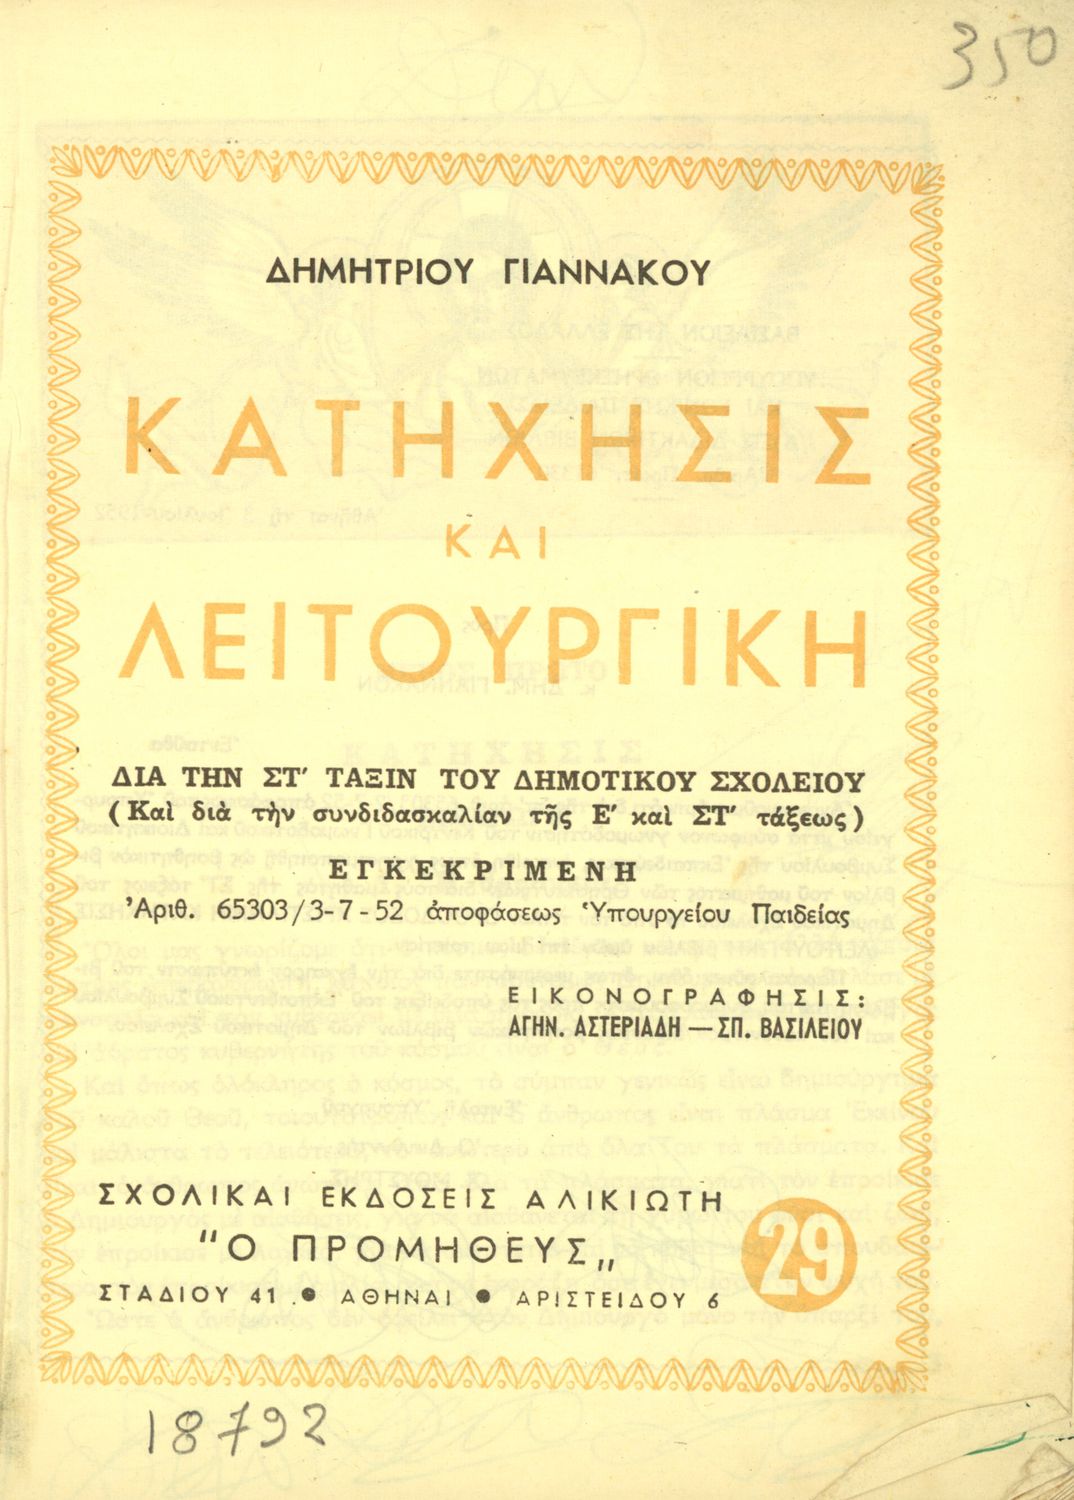 350
ΔΗΜΗΤΡΙΟΥ ΓΙΑΝΝΑΚΟΥ
ΚΑΤΗΧΗΣΙΣ
ΚΑΙ
ΛΕΙΤΟΥΡΓΙΚΗ
ΔΙΑ ΤΗΝ ΣΤ' ΤΑΞΙΝ ΤΟΥ ΔΗΜΟΤΙΚΟΥ ΣΧΟΛΕΙΟΥ
(Καὶ διὰ τὴν συνδιδασκαλίαν τῆς Ε' καὶ ΣΤ' τάξεως)
ΕΓΚΕΚΡΙΜΕΝΗ
Ἀριθ. 65303/3-7-52 ἀποφάσεως Ὑπουργείου Παιδείας
ΕΙΚΟΝΟΓΡΑΦΗΣΙΣ:
ΑΓΗΝ. ΑΣΤΕΡΙΑΔΗ — ΣΠ. ΒΑΣΙΛΕΙΟΥ
ΣΧΟΛΙΚΑΙ ΕΚΔΟΣΕΙΣ ΑΛΙΚΙΩΤΗ
"Ο ΠΡΟΜΗΘΕΥΣ„
29
ΣΤΑΔΙΟΥ 41 . ● ΑΘΗΝΑΙ ● ΑΡΙΣΤΕΙΔΟΥ 6
18792